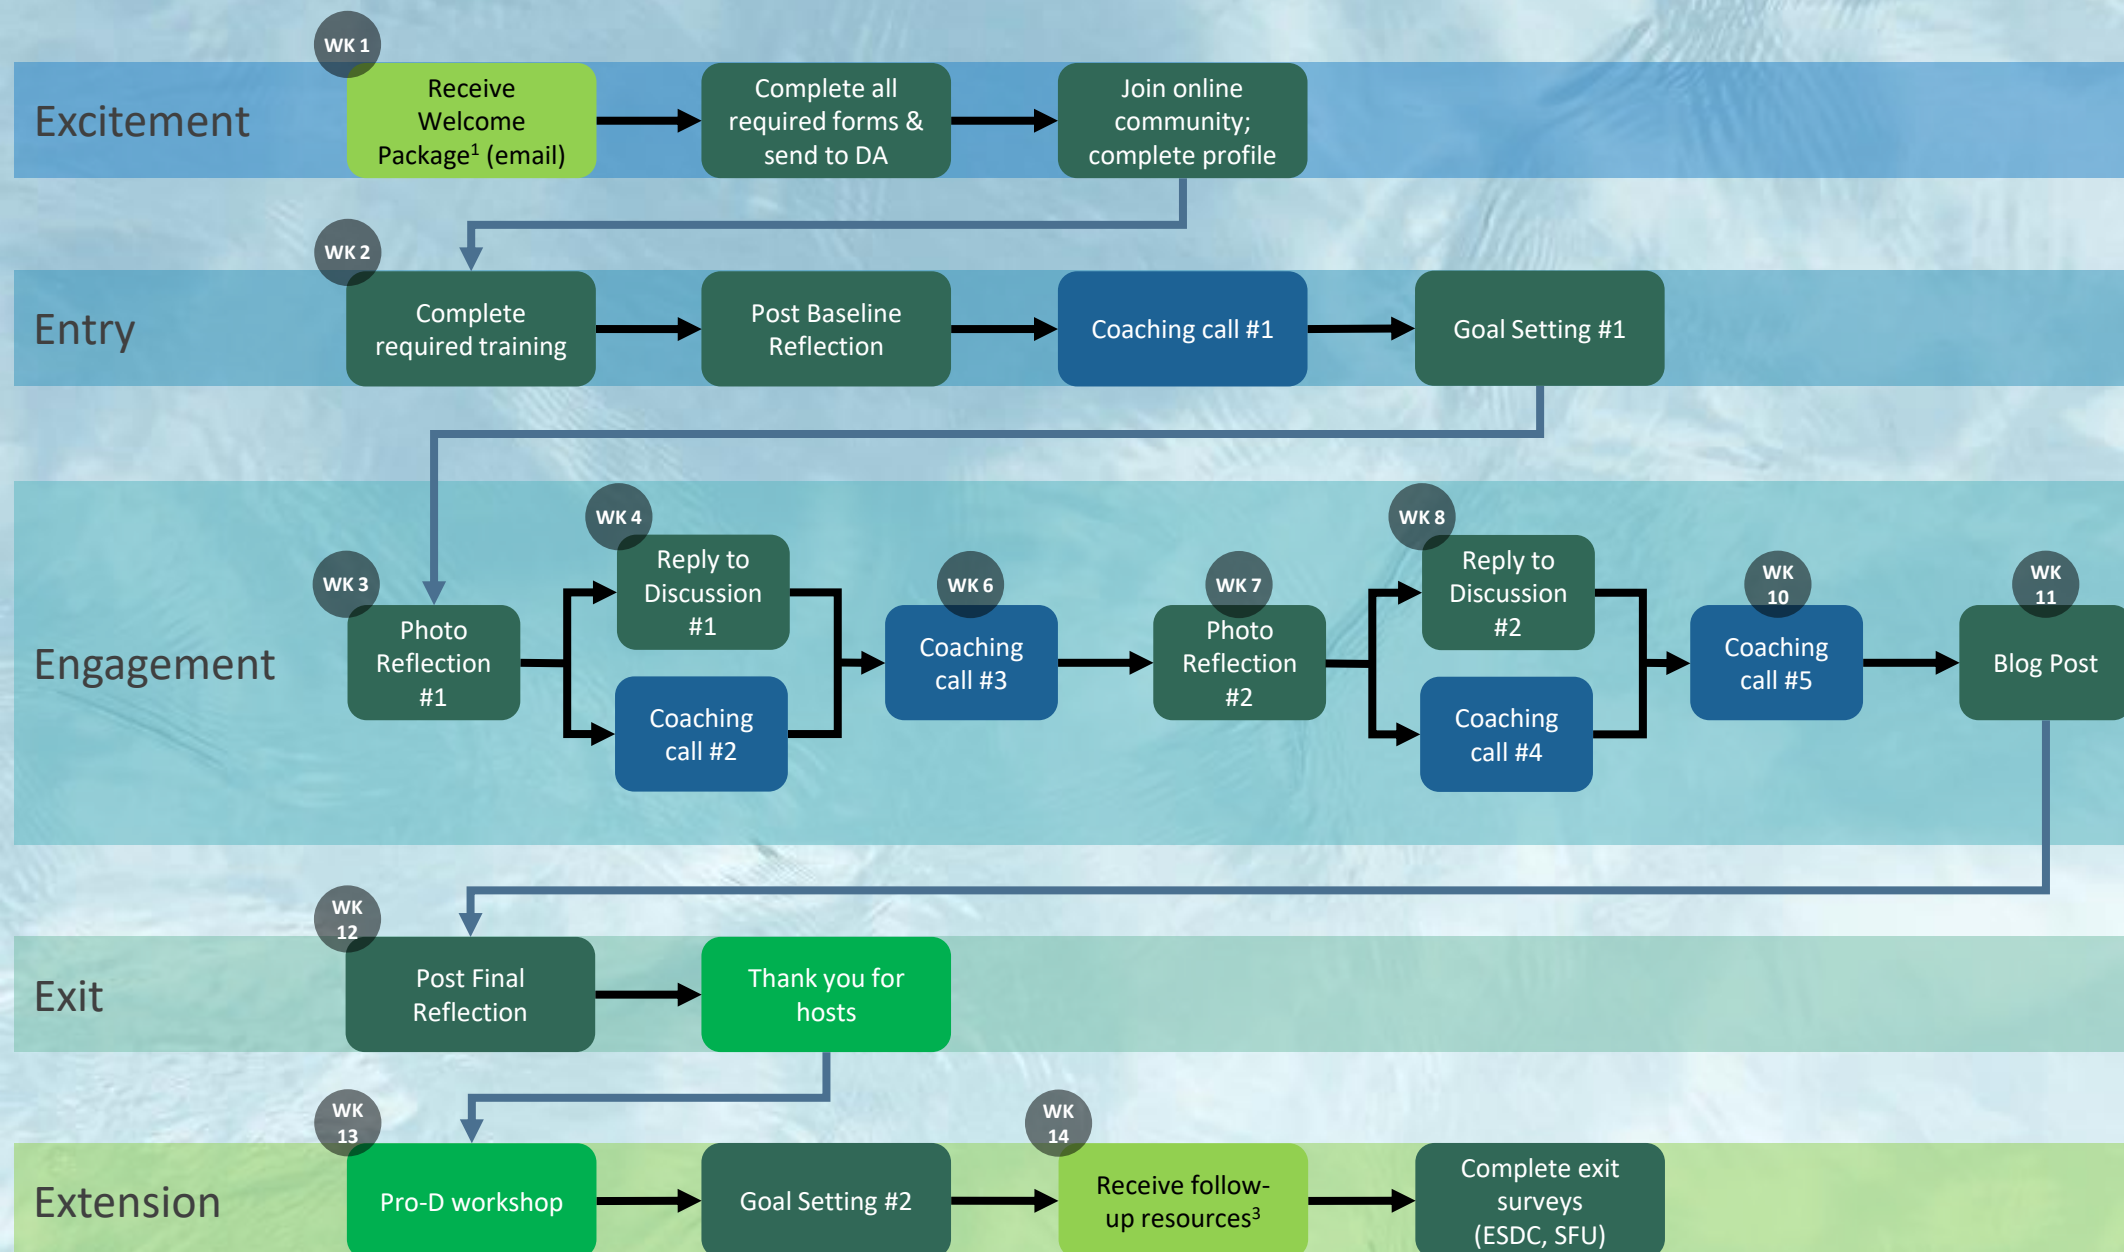 WK 1
Excitement
Receive
Welcome
Package¹ (email)
Complete all
required forms &
send to DA
Join online
community;
complete profile
WK 2
Entry
Complete
required training
Post Baseline
Reflection
Coaching call #1
Goal Setting #1
Engagement
WK 3
Photo
Reflection
#1
WK 4
Reply to
Discussion
#1
Coaching
call #2
WK 6
Coaching
call #3
WK 7
Photo
Reflection
#2
WK 8
Reply to
Discussion
#2
Coaching
call #4
WK
10
Coaching
call #5
WK
11
Blog Post
WK
12
Exit
Post Final
Reflection
Thank you for
hosts
WK
13
Extension
Pro-D workshop
Goal Setting #2
WK
14
Receive follow-
up resources³
Complete exit
surveys
(ESDC, SFU)